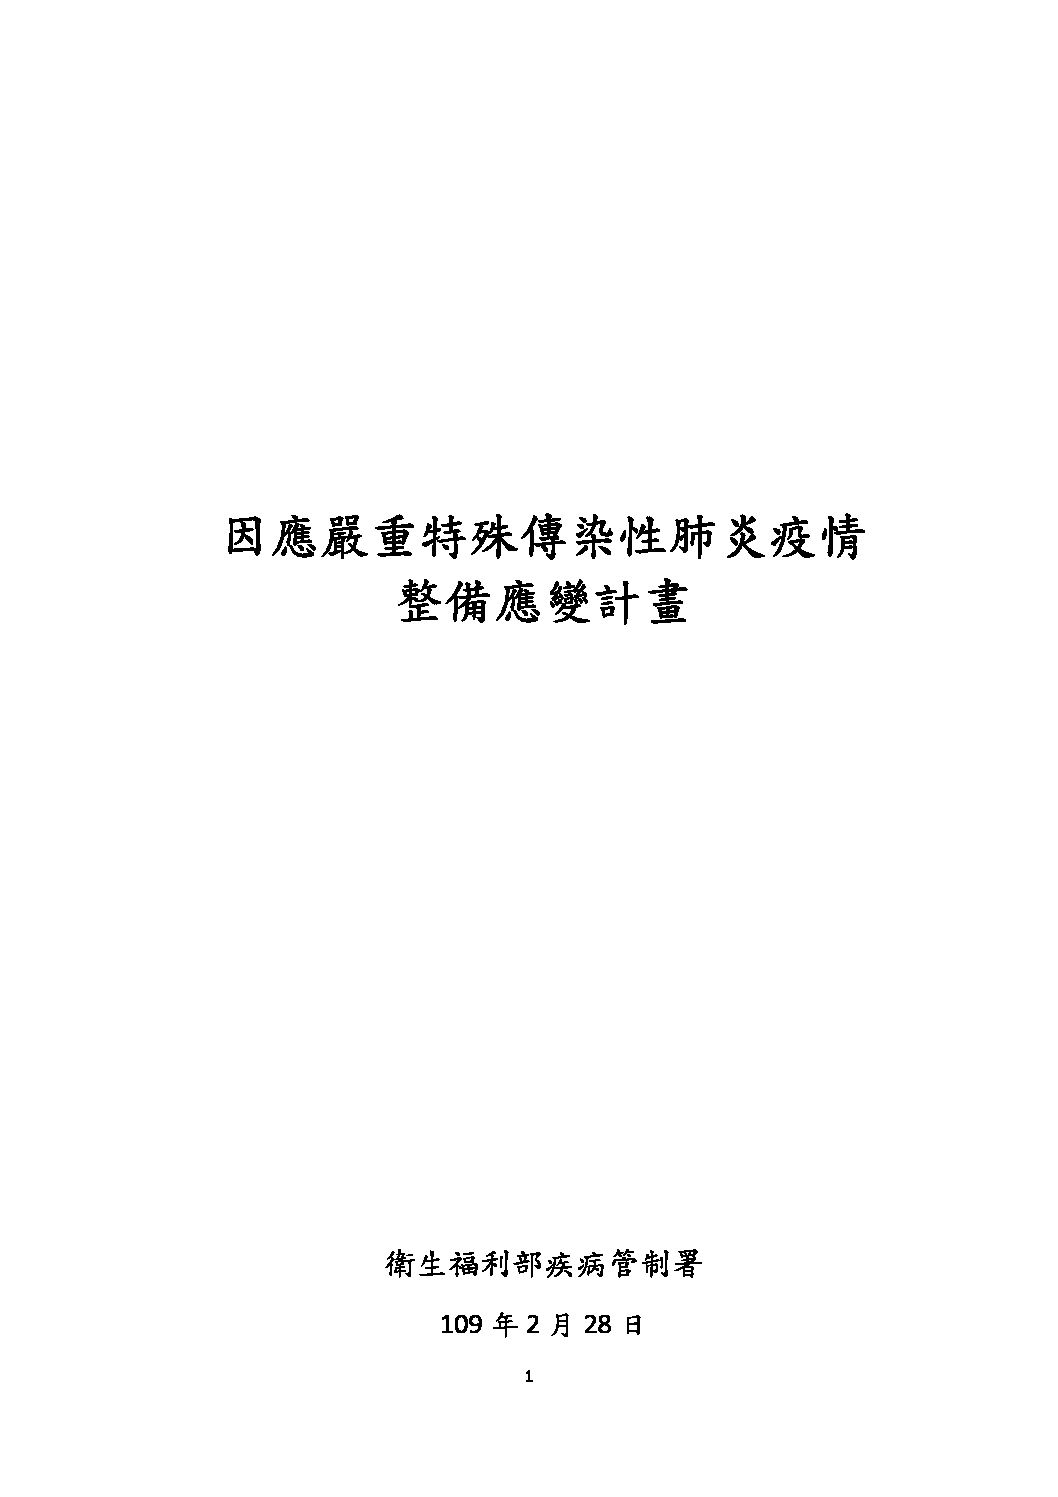 因應嚴重特殊傳染性肺炎疫情
整備應變計畫
衛生福利部疾病管制署
109 年 2 月 28 日
1